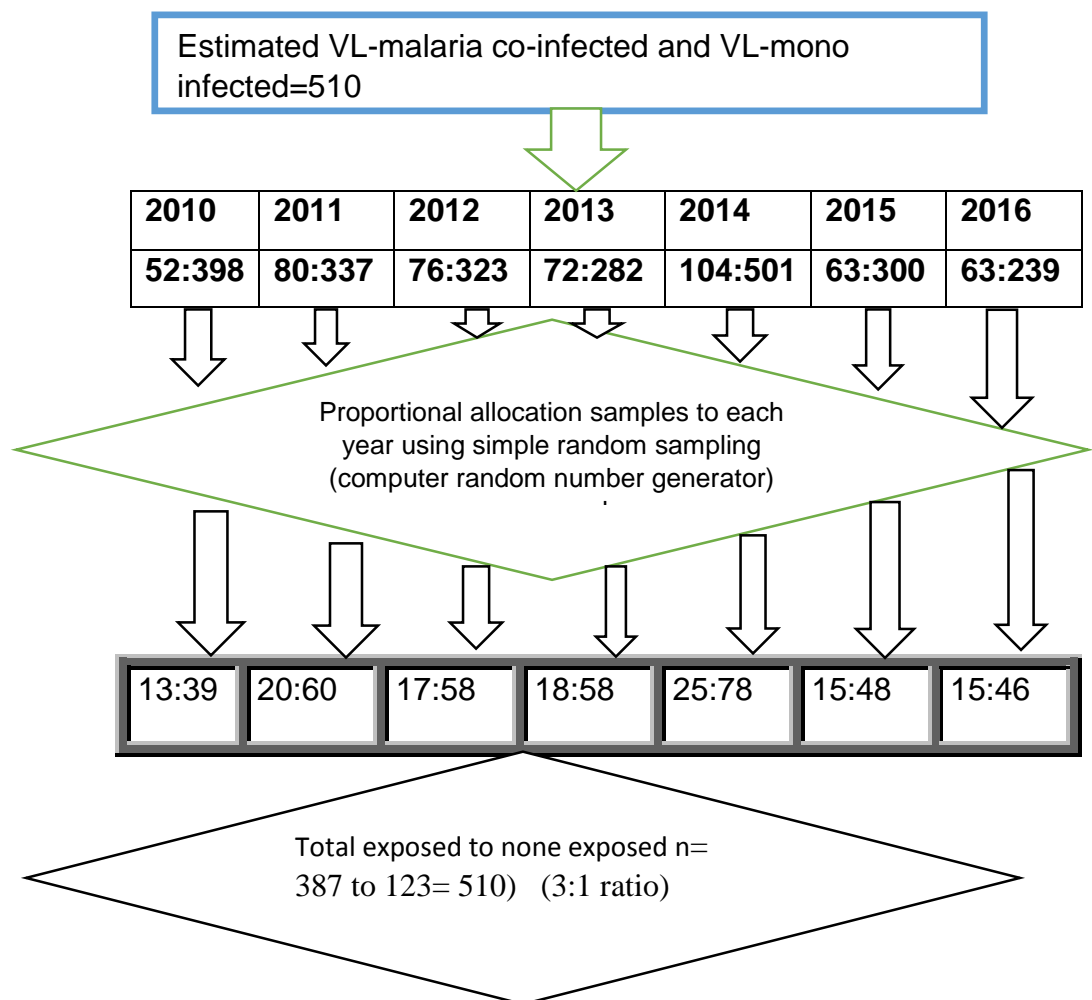 Estimated VL-malaria co-infected and VL-mono
infected=510
2010 2011 2012 2013 2014 2015 2016
52:398 80:337 76:323 72:282 104:501 63:300 63:239
Proportional allocation samples to each
year using simple random sampling
(computer random number generator)
13:39 20:60 17:58 18:58 25:78 15:48 15:46
Total exposed to none exposed n=
387 to 123= 510) (3:1 ratio)